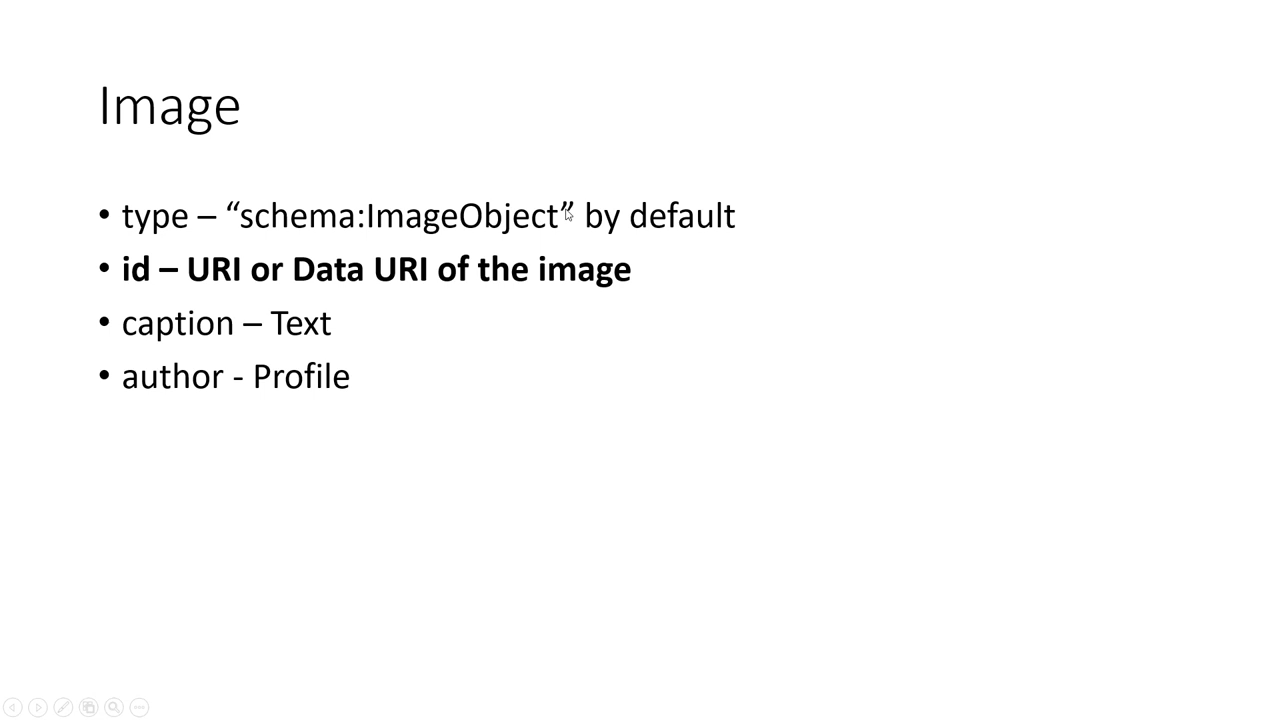 Image
• type – “schema:ImageObject” by default
• id – URI or Data URI of the image
• caption – Text
• author - Profile